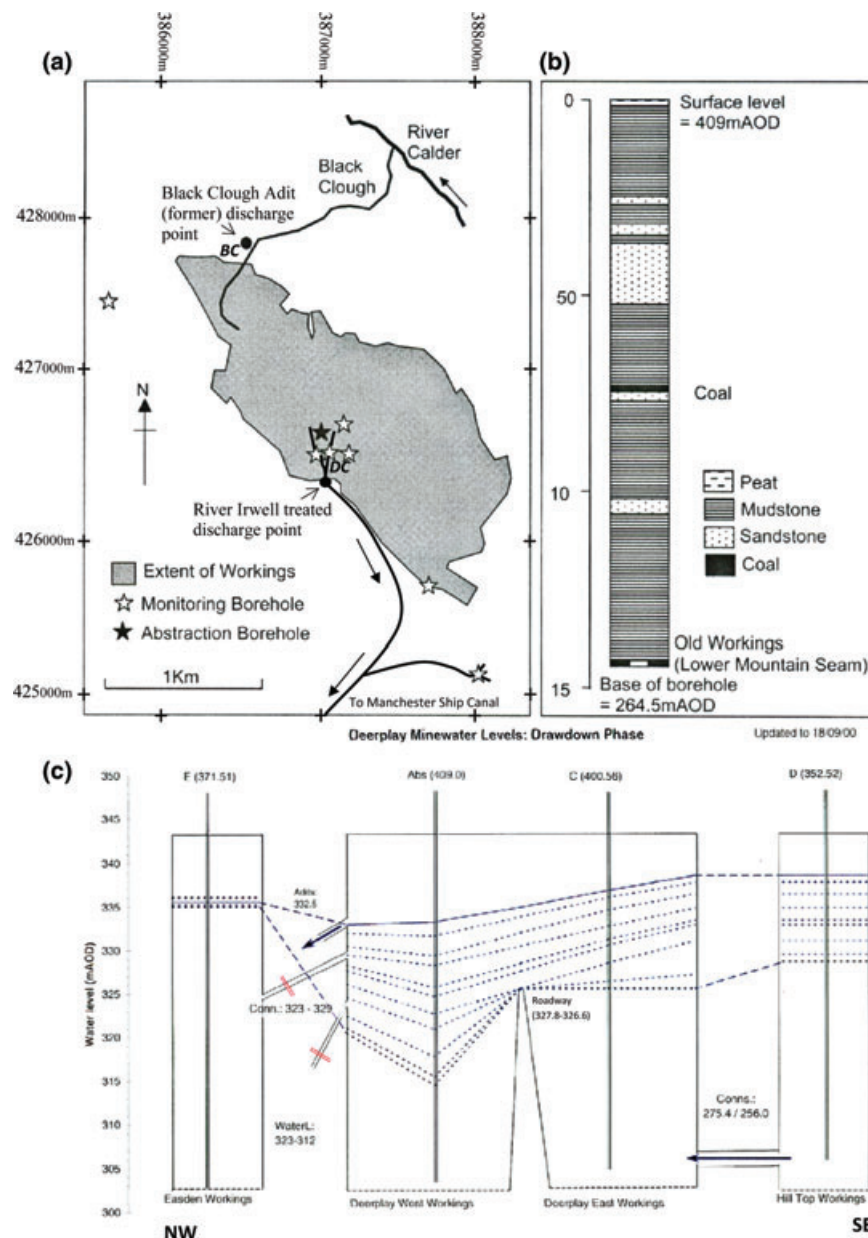 386000m
387000m
388000m
(a)
River
Calder
Black
Clough
Black Clough Adit
(former) discharge
point
BC
428000m
427000m
N
DC
River Irwell treated
discharge point
426000m
Extent of Workings
Monitoring Borehole
Abstraction Borehole
1Km
425000m
To Manchester Ship Canal
(b)
0
Surface level
= 409mAOD
50
Coal
Peat
Mudstone
Sandstone
Coal
10
Old Workings
(Lower Mountain Seam)
15
Base of borehole
= 264.5mAOD
Deerplay Minewater Levels: Drawdown Phase
Updated to 18:09:00
(c)
E (371.51)
Abs (409.0)
C (400.56)
D (352.52)
350
345
340
335
330
325
320
315
310
305
300
Water level (mAOD)
332.6
Conn.: 323 - 329
Roadway
(327.8-326.6)
WaterL:
323-312
Conns.:
275.4 / 256.0
Easden Workings
Deerplay West Workings
Deerplay East Workings
Hill Top Workings
NW
SE